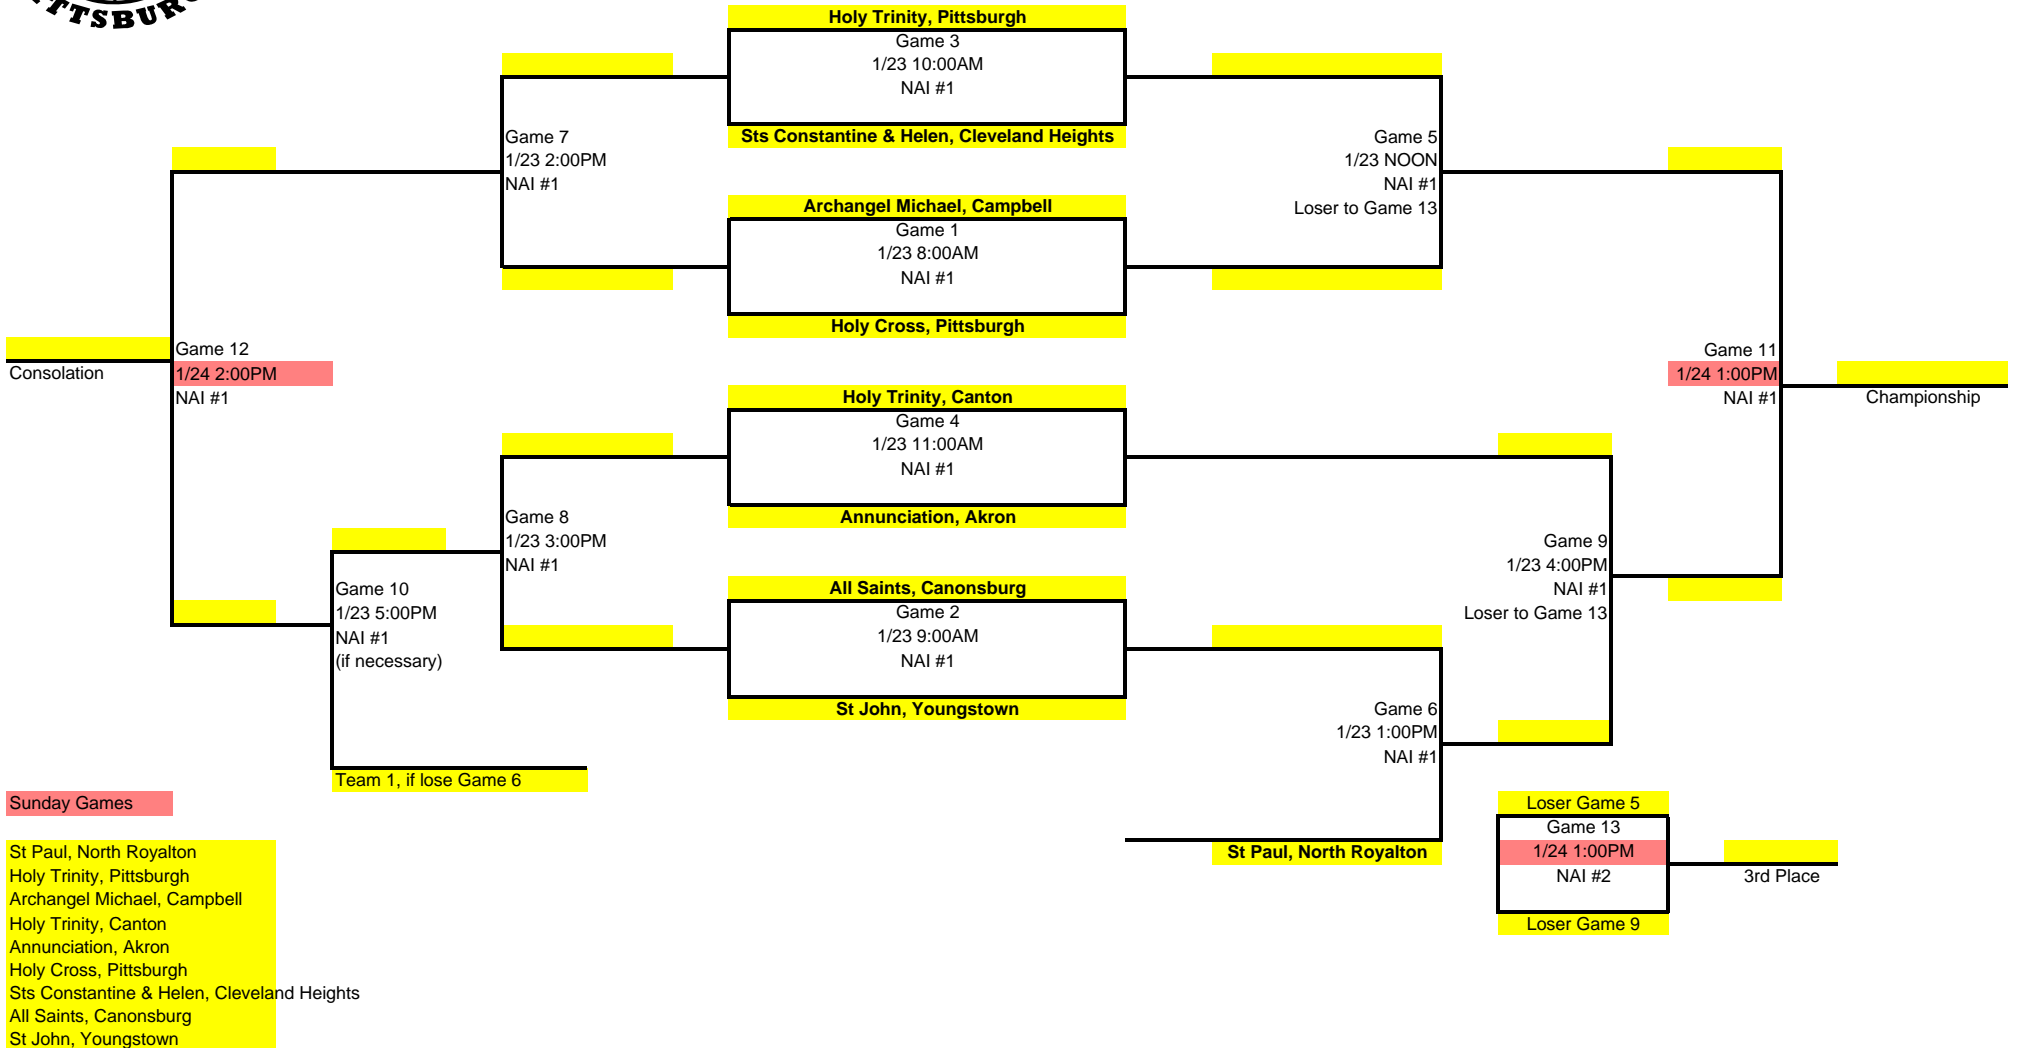 PITTSBURG
Holy Trinity, Pittsburgh
Game 3
1/23 10:00AM
NAI #1
Sts Constantine & Helen, Cleveland Heights
Game 7
1/23 2:00PM
NAI #1
Game 5
1/23 NOON
NAI #1
Loser to Game 13
Archangel Michael, Campbell
Game 1
1/23 8:00AM
NAI #1
Holy Cross, Pittsburgh
Consolation
Game 12
1/24 2:00PM
NAI #1
Game 11
1/24 1:00PM
NAI #1
Championship
Holy Trinity, Canton
Game 4
1/23 11:00AM
NAI #1
Annunciation, Akron
Game 8
1/23 3:00PM
NAI #1
Game 9
1/23 4:00PM
NAI #1
Loser to Game 13
Game 10
1/23 5:00PM
NAI #1
(if necessary)
All Saints, Canonsburg
Game 2
1/23 9:00AM
NAI #1
St John, Youngstown
Game 6
1/23 1:00PM
NAI #1
Team 1, if lose Game 6
St Paul, North Royalton
Loser Game 5
Game 13
1/24 1:00PM
NAI #2
Loser Game 9
3rd Place
Sunday Games
St Paul, North Royalton
Holy Trinity, Pittsburgh
Archangel Michael, Campbell
Holy Trinity, Canton
Annunciation, Akron
Holy Cross, Pittsburgh
Sts Constantine & Helen, Cleveland Heights
All Saints, Canonsburg
St John, Youngstown